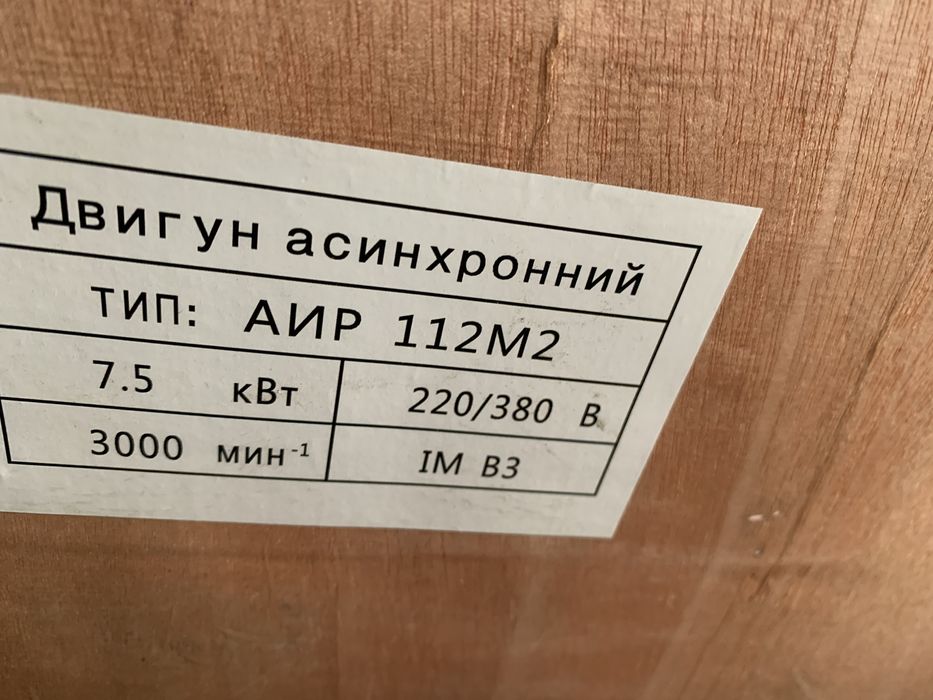 Двигун асинхронний
ТИП: АИР 112М2
7.5 кВт 220/380 В
3000 мин⁻¹ IM B3